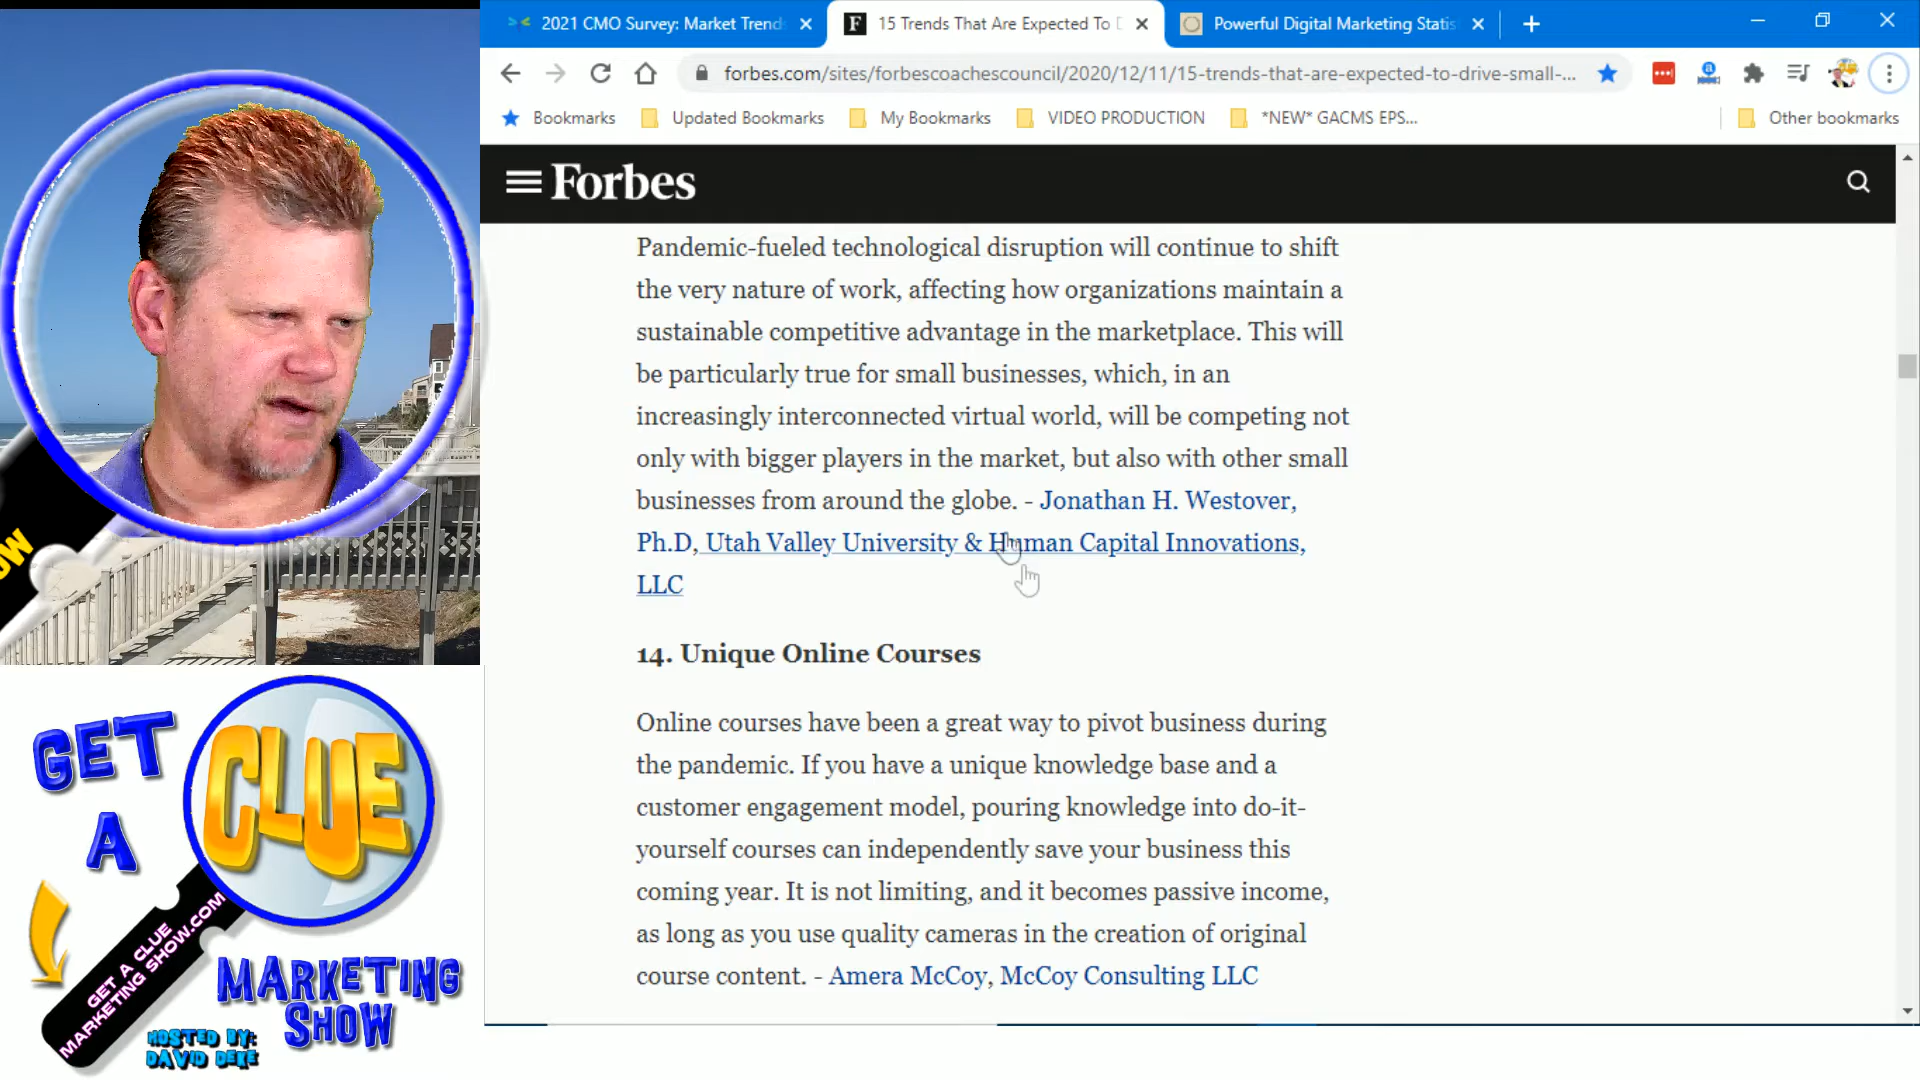 2021 CMO Survey: Market Trends
15 Trends That Are Expected To D
Powerful Digital Marketing Statis
forbes.com/sites/forbescoachescouncil/2020/12/11/15-trends-that-are-expected-to-drive-small-...
Bookmarks
Updated Bookmarks
My Bookmarks
VIDEO PRODUCTION
*NEW* GACMS EPS...
Other bookmarks
Forbes
Pandemic-fueled technological disruption will continue to shift
the very nature of work, affecting how organizations maintain a
sustainable competitive advantage in the marketplace. This will
be particularly true for small businesses, which, in an
increasingly interconnected virtual world, will be competing not
only with bigger players in the market, but also with other small
businesses from around the globe. - Jonathan H. Westover,
Ph.D, Utah Valley University & Human Capital Innovations,
LLC
14. Unique Online Courses
Online courses have been a great way to pivot business during
the pandemic. If you have a unique knowledge base and a
customer engagement model, pouring knowledge into do-it-
yourself courses can independently save your business this
coming year. It is not limiting, and it becomes passive income,
as long as you use quality cameras in the creation of original
course content. - Amera McCoy, McCoy Consulting LLC
OW
GET
A
CLUE
MARKETING
SHOW
GET A CLUE
MARKETING SHOW.COM
HOSTED BY:
DAVID DEKE